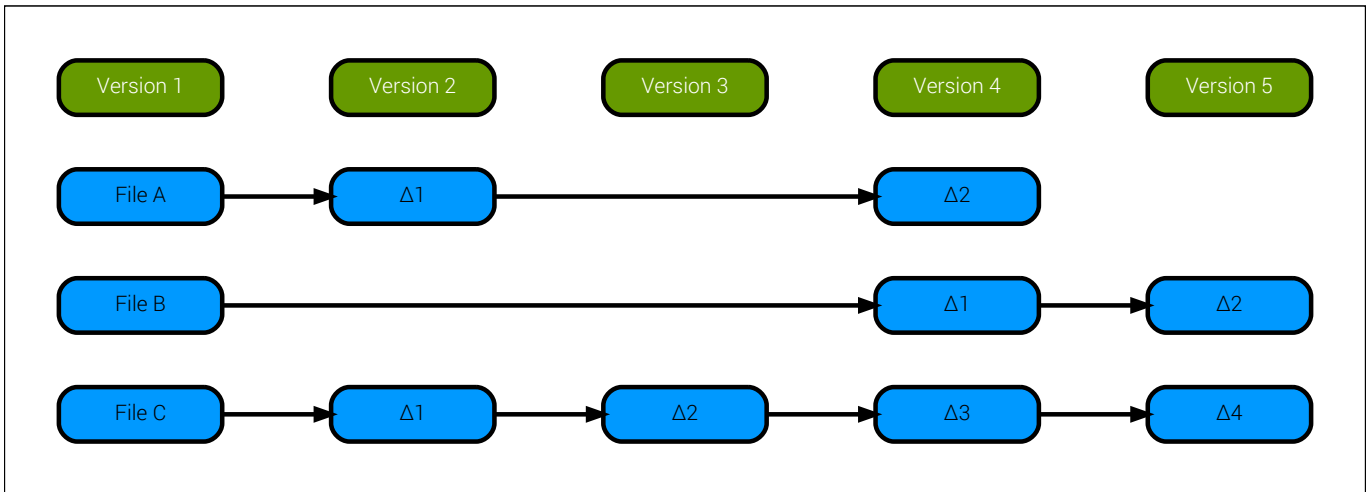 Version 1
Version 2
Version 3
Version 4
Version 5
File A
Δ1
Δ2
File B
Δ1
Δ2
File C
Δ1
Δ2
Δ3
Δ4